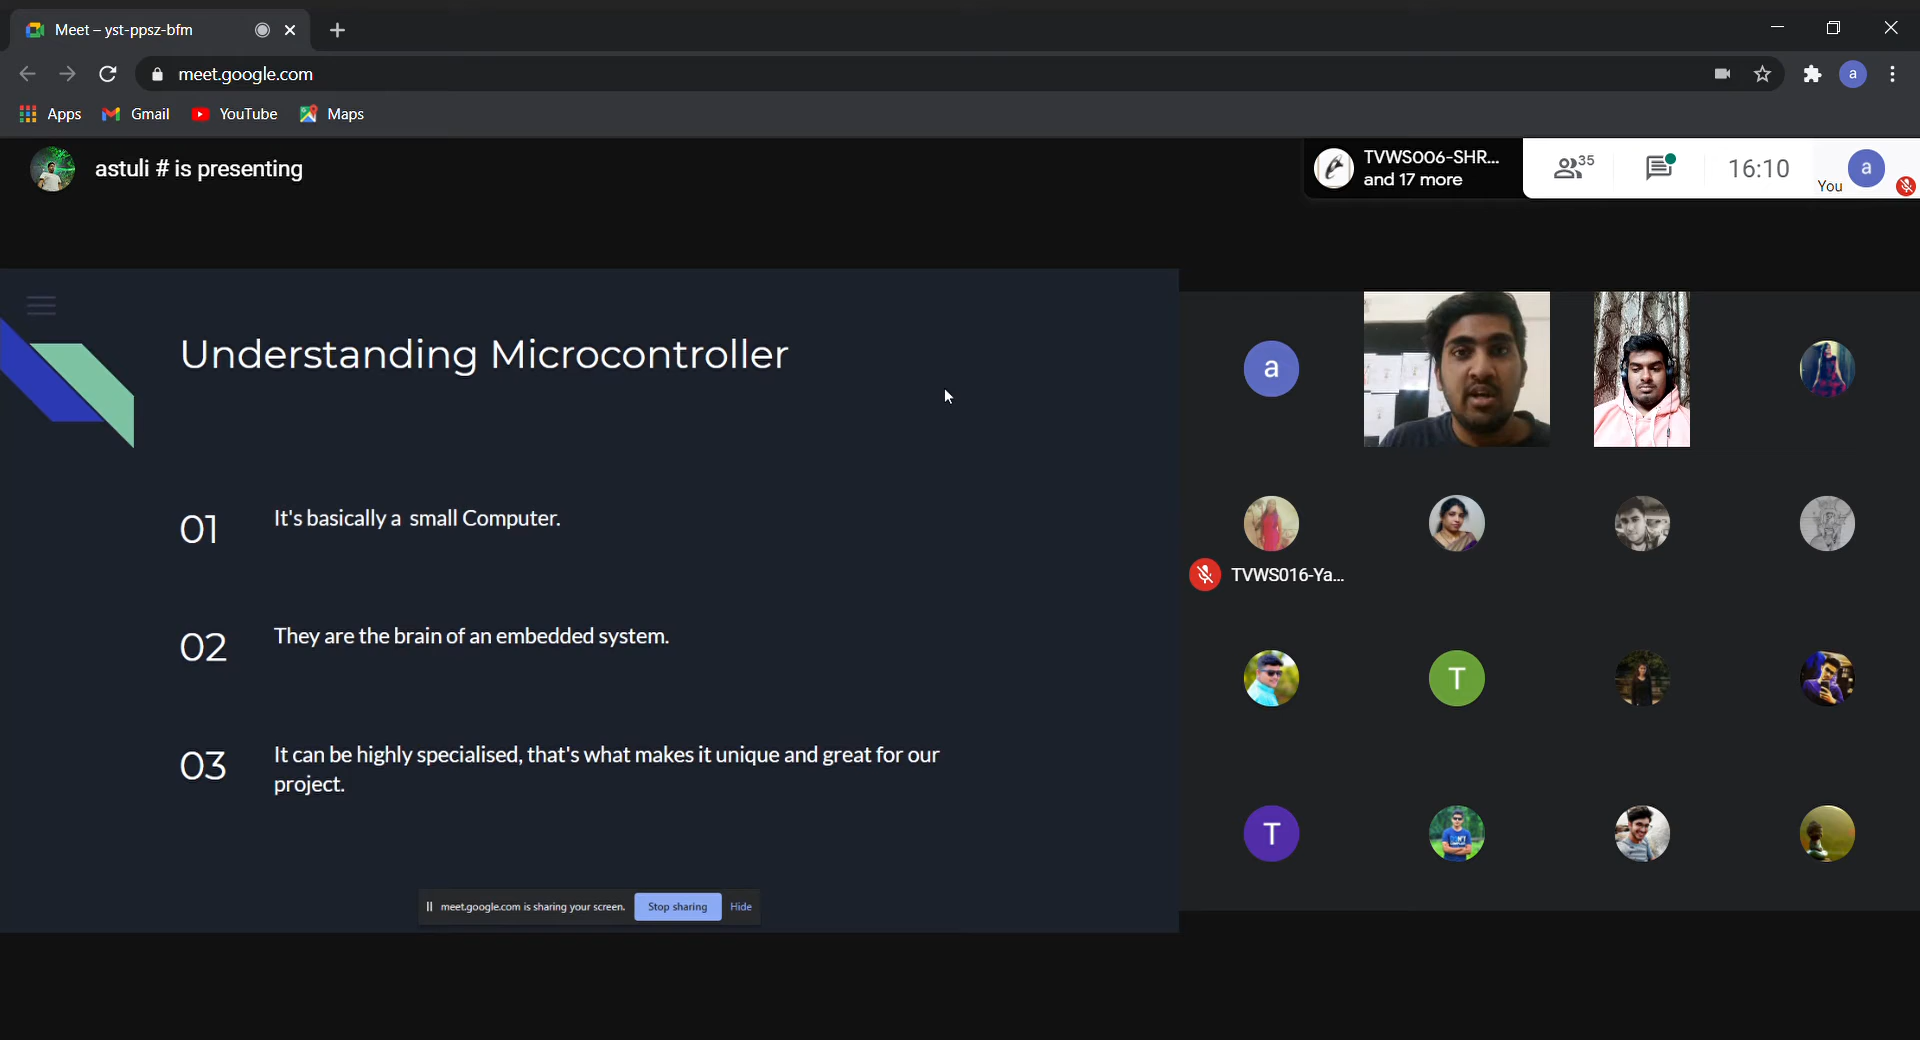 Meet – yst-ppsz-bfm
meet.google.com
a
Apps
Gmail
YouTube
Maps
astuli # is presenting
TVWS006-SHR...
and 17 more
35
16:10
You
a
Understanding Microcontroller
01
It's basically a small Computer.
02
They are the brain of an embedded system.
03
It can be highly specialised, that's what makes it unique and great for our
project.
meet.google.com is sharing your screen.
Stop sharing
Hide
a
TVWS016-Ya...
T
T